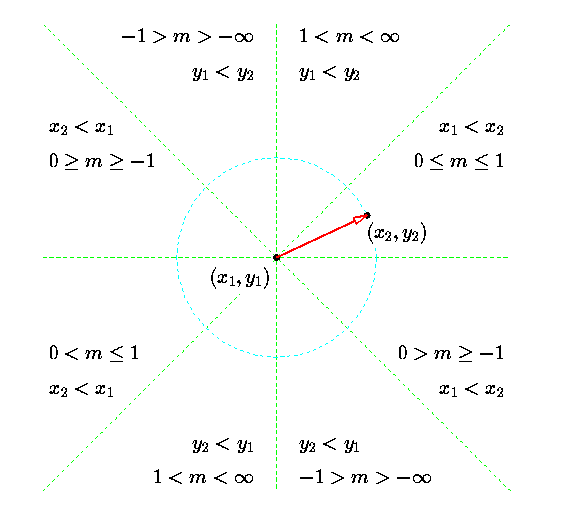 −1 > m > −∞
1 < m < ∞
y₁ < y₂
y₁ < y₂
x₂ < x₁
x₁ < x₂
0 ≥ m ≥ −1
0 ≤ m ≤ 1
(x₂, y₂)
(x₁, y₁)
0 < m ≤ 1
0 > m ≥ −1
x₂ < x₁
x₁ < x₂
y₂ < y₁
y₂ < y₁
1 < m < ∞
−1 > m > −∞